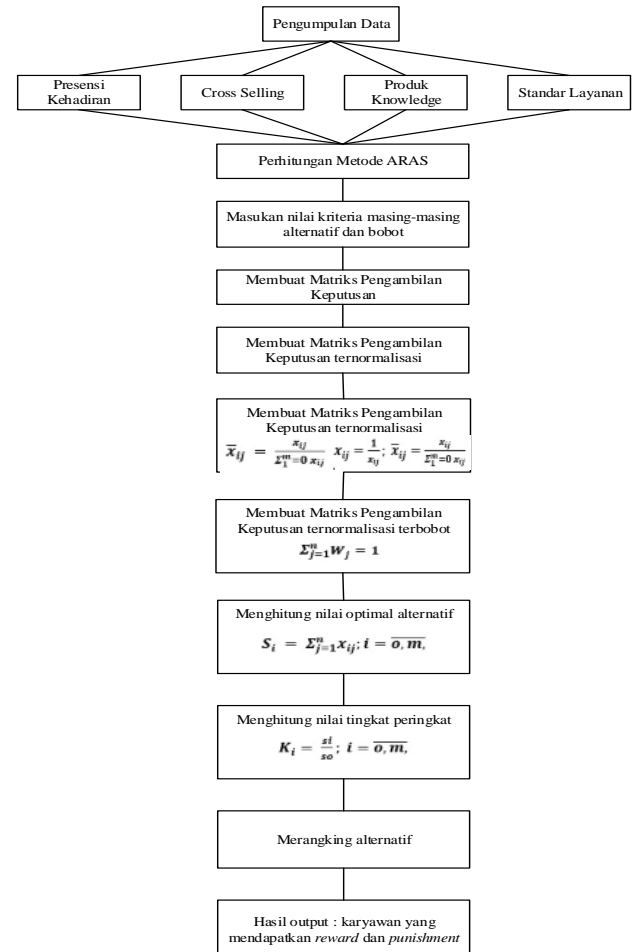 Pengumpulan Data
Presensi
Kehadiran
Cross Selling
Produk
Knowledge
Standar Layanan
Perhitungan Metode ARAS
Masukan nilai kriteria masing-masing
alternatif dan bobot
Membuat Matriks Pengambilan
Keputusan
Membuat Matriks Pengambilan
Keputusan ternormalisasi
Membuat Matriks Pengambilan
Keputusan ternormalisasi
x̅ij = xij / Σ₁ᵐ=0 xij xij = 1/xij; x̅ij = xij / Σ₁ᵐ=0 xij
Membuat Matriks Pengambilan
Keputusan ternormalisasi terbobot
Σⁿj=1 Wj = 1
Menghitung nilai optimal alternatif
Si = Σⁿj=1 xij; i = o, m,
Menghitung nilai tingkat peringkat
Ki = si/so; i = o, m,
Merangking alternatif
Hasil output : karyawan yang
mendapatkan reward dan punishment